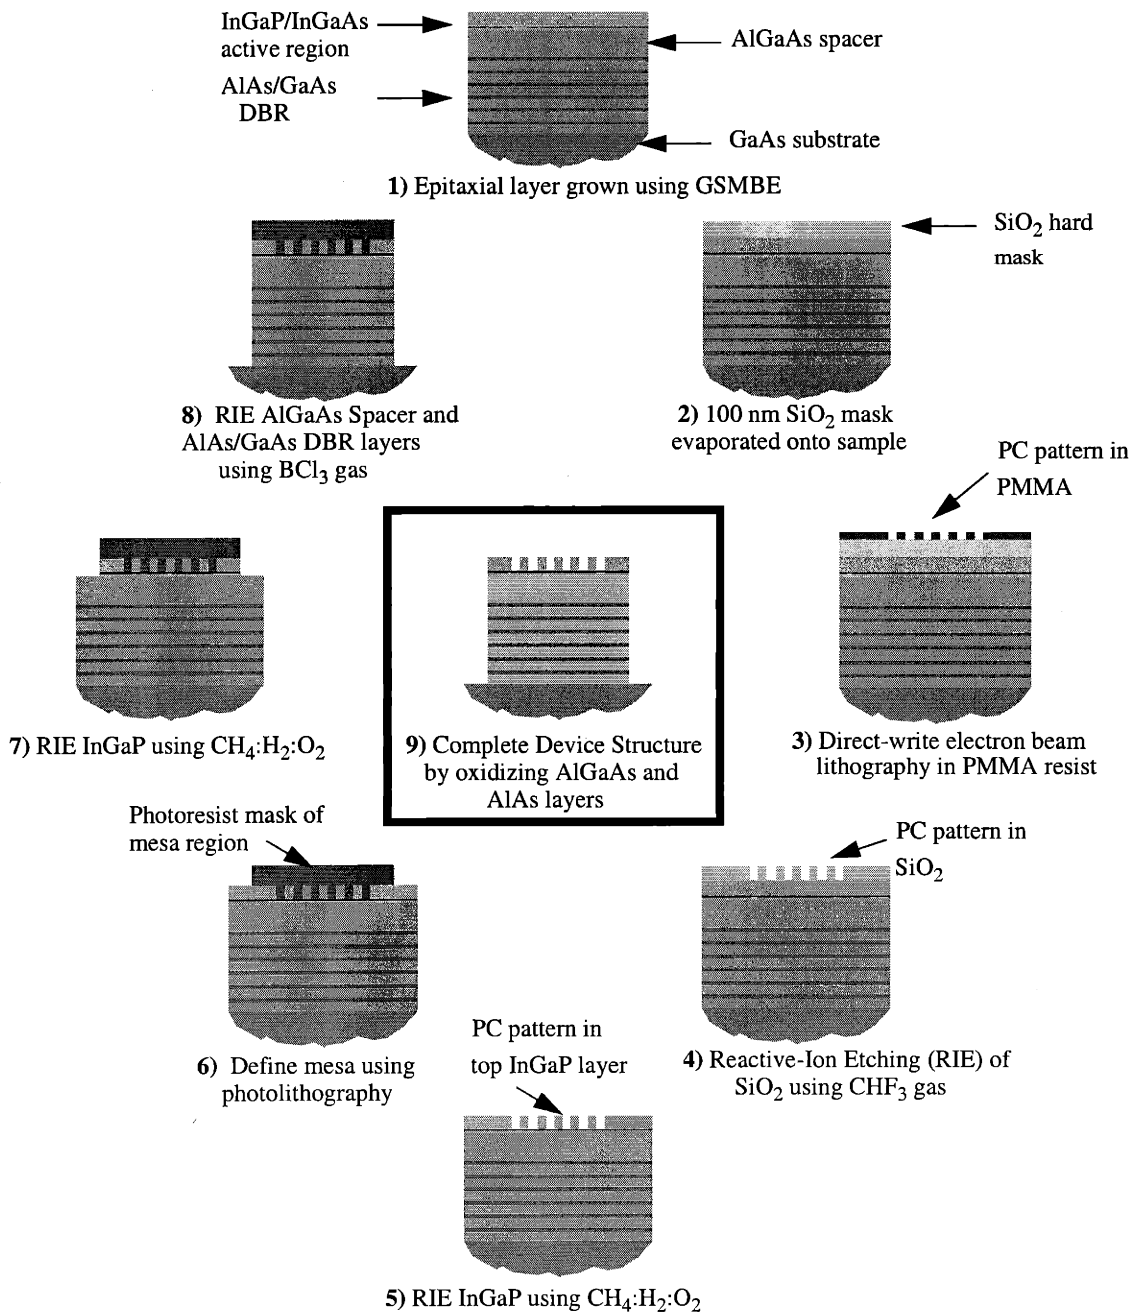 InGaP/InGaAs
active region
AlGaAs spacer
AlAs/GaAs
DBR
GaAs substrate
1) Epitaxial layer grown using GSMBE
SiO2 hard
mask
2) 100 nm SiO2 mask
evaporated onto sample
PC pattern in
PMMA
3) Direct-write electron beam
lithography in PMMA resist
PC pattern in
SiO2
4) Reactive-Ion Etching (RIE) of
SiO2 using CHF3 gas
PC pattern in
top InGaP layer
5) RIE InGaP using CH4:H2:O2
Photoresist mask of
mesa region
6) Define mesa using
photolithography
7) RIE InGaP using CH4:H2:O2
8) RIE AlGaAs Spacer and
AlAs/GaAs DBR layers
using BCl3 gas
9) Complete Device Structure
by oxidizing AlGaAs and
AlAs layers